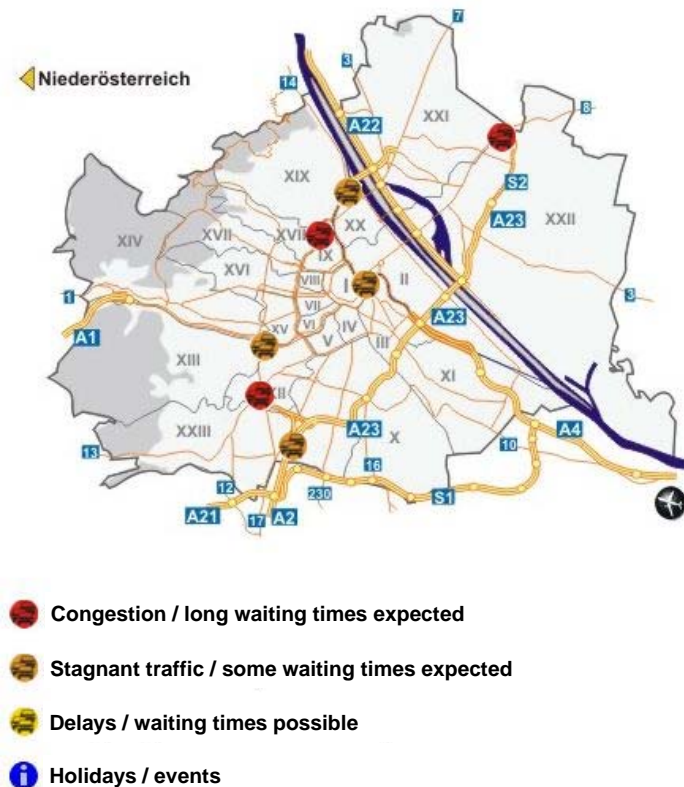 7
3
14
Niederösterreich
XXI
8
A22
S2
XIX
XXII
A23
XX
XIV
XVII
XVIII
XVI
IX
VIII
I
II
1
VII
3
A1
XV
VI
IV
A23
V
III
XIII
XII
XI
XXIII
A23
X
A4
13
10
16
12
230
S1
A21
17
A2
Congestion / long waiting times expected
Stagnant traffic / some waiting times expected
Delays / waiting times possible
i
Holidays / events